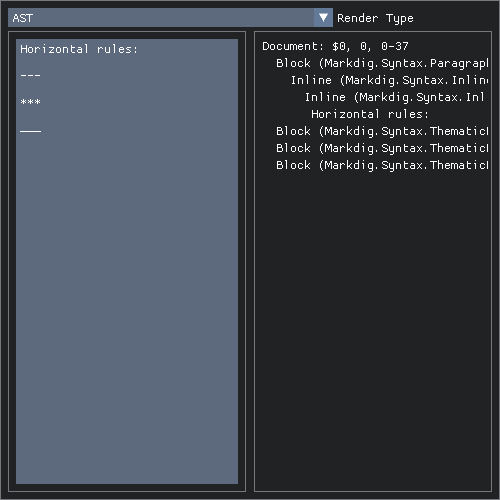 AST ▼ Render Type
Horizontal rules:
---
***
___
Document: $0, 0, 0-37
Block (Markdig.Syntax.Paragraph
Inline (Markdig.Syntax.Inline
Inline (Markdig.Syntax.Inl
Horizontal rules:
Block (Markdig.Syntax.Thematic
Block (Markdig.Syntax.Thematic
Block (Markdig.Syntax.Thematic